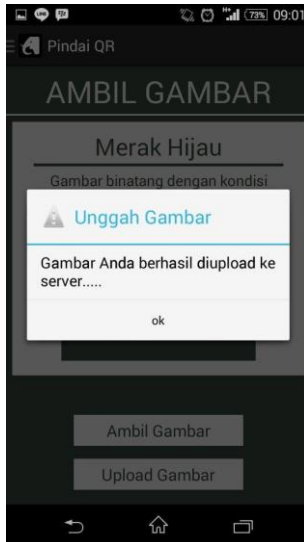 73% 09:01
Pindai QR
AMBIL GAMBAR
Merak Hijau
Gambar binatang dengan kondisi
Unggah Gambar
Gambar Anda berhasil diupload ke
server.....
ok
Ambil Gambar
Upload Gambar